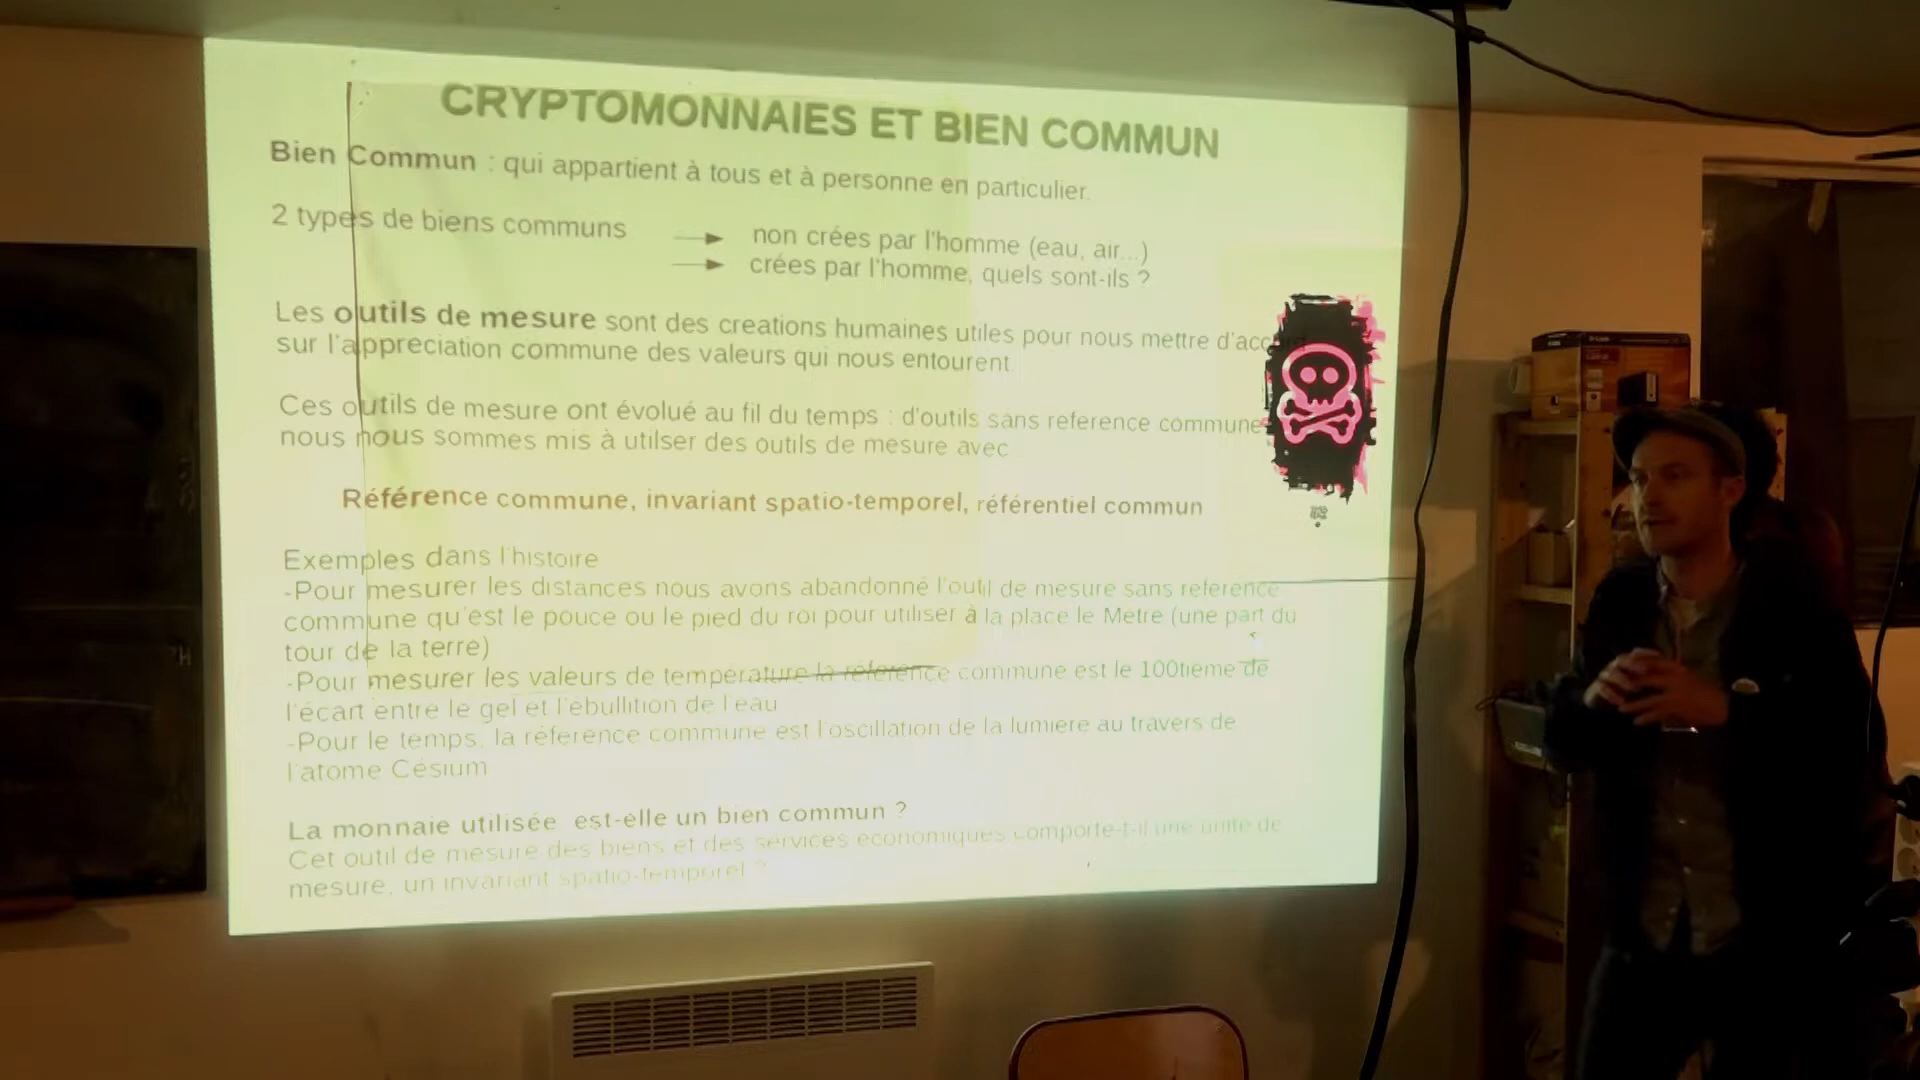 CRYPTOMONNAIES ET BIEN COMMUN
Bien Commun : qui appartient à tous et à personne en particulier.
2 types de biens communs
non crées par l'homme (eau, air...)
crées par l'homme, quels sont-ils ?
Les outils de mesure sont des creations humaines utiles pour nous mettre d'accord
sur l'appreciation commune des valeurs qui nous entourent
Ces outils de mesure ont évolué au fil du temps : d'outils sans reference commune
nous nous sommes mis à utilser des outils de mesure avec
Référence commune, invariant spatio-temporel, référentiel commun
Exemples dans l'histoire
-Pour mesurer les distances nous avons abandonné l'outil de mesure sans reference
commune qu'est le pouce ou le pied du roi pour utiliser à la place le Metre (une part du
tour de la terre)
-Pour mesurer les valeurs de température la reference commune est le 100tieme de
l'écart entre le gel et l'ebullition de l'eau
-Pour le temps, la réference commune est l'oscillation de la lumiere au travers de
l'atome Césium
La monnaie utilisée est-elle un bien commun ?
Cet outil de mesure des biens et des services economiques comporte-t-il une unite de
mesure, un invariant spatio-temporel ?